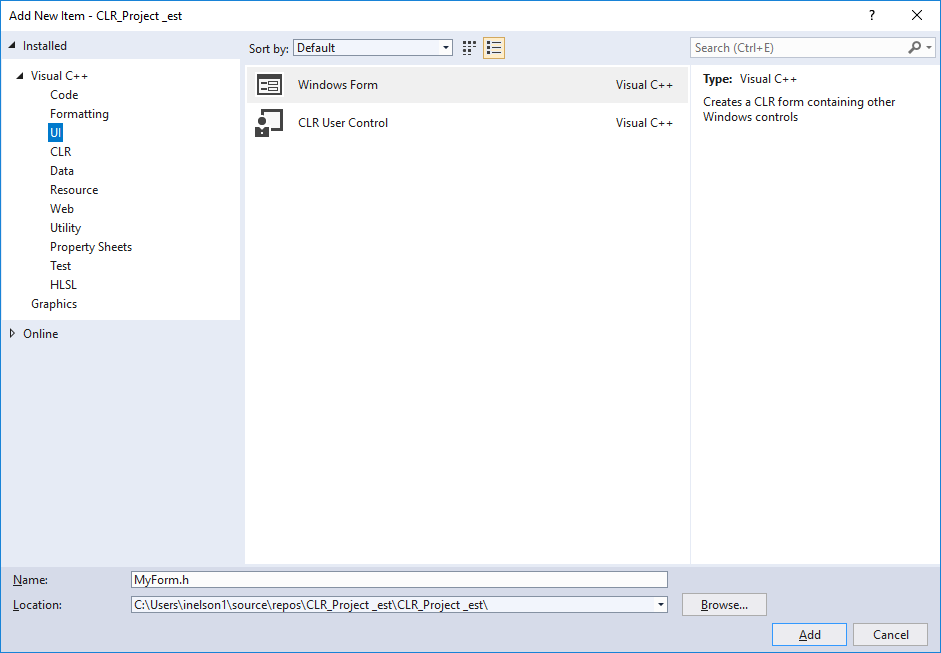 Add New Item - CLR_Project _est
?
Installed
Sort by: Default
Search (Ctrl+E)
Visual C++
Code
Formatting
UI
CLR
Data
Resource
Web
Utility
Property Sheets
Test
HLSL
Graphics
Online
Windows Form Visual C++
CLR User Control Visual C++
Type: Visual C++
Creates a CLR form containing other
Windows controls
Name: MyForm.h
Location: C:\Users\inelson1\source\repos\CLR_Project _est\CLR_Project _est\
Browse...
Add Cancel